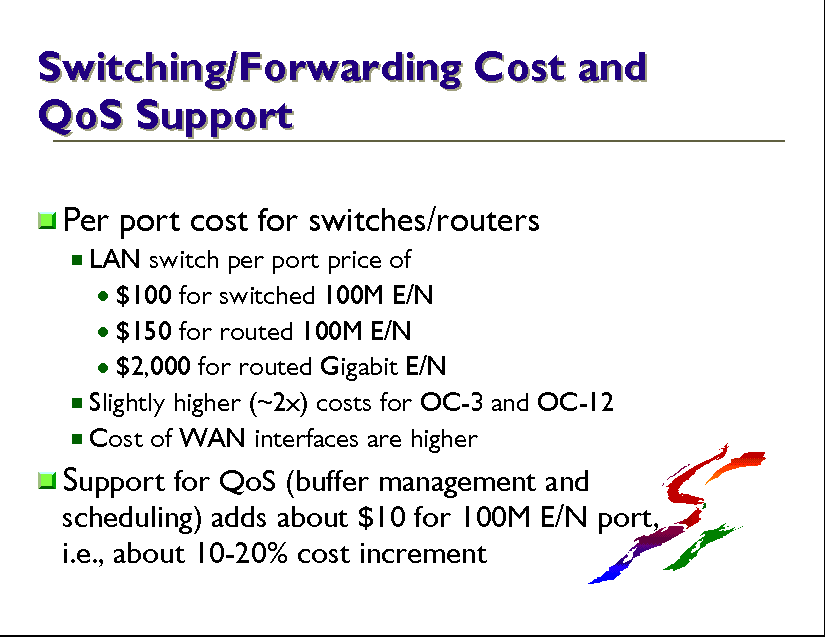 Switching/Forwarding Cost and
QoS Support
Per port cost for switches/routers
LAN switch per port price of
$100 for switched 100M E/N
$150 for routed 100M E/N
$2,000 for routed Gigabit E/N
Slightly higher (~2x) costs for OC-3 and OC-12
Cost of WAN interfaces are higher
Support for QoS (buffer management and
scheduling) adds about $10 for 100M E/N port,
i.e., about 10-20% cost increment